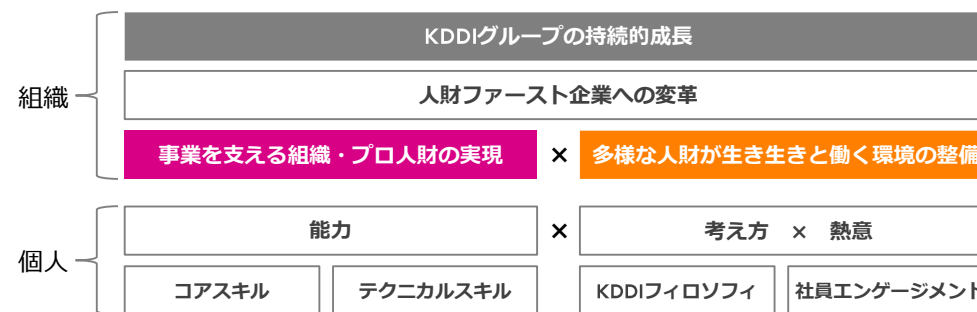 KDDIグループの持続的成長
組織
人財ファースト企業への変革
事業を支える組織・プロ人財の実現 × 多様な人財が生き生きと働く環境の整備
能力 × 考え方 × 熱意
個人
コアスキル テクニカルスキル KDDIフィロソフィ 社員エンゲージメント